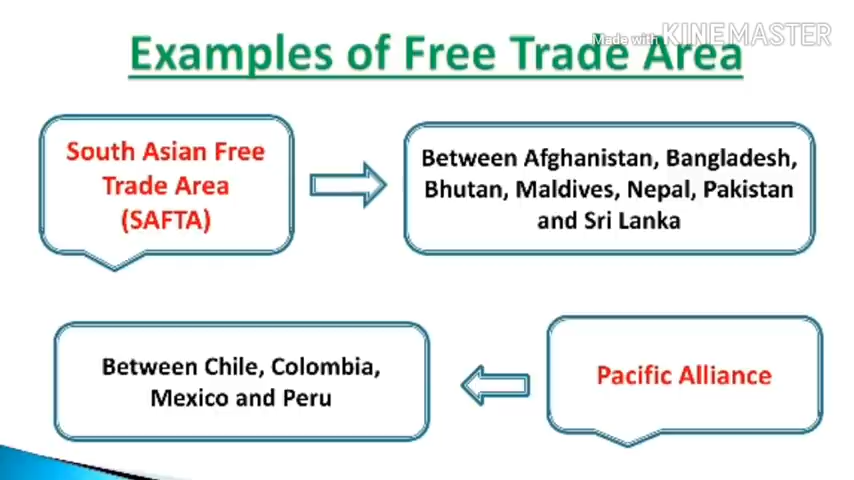 Made with KINEMASTER
Examples of Free Trade Area
South Asian Free
Trade Area
(SAFTA)
Between Afghanistan, Bangladesh,
Bhutan, Maldives, Nepal, Pakistan
and Sri Lanka
Between Chile, Colombia,
Mexico and Peru
Pacific Alliance